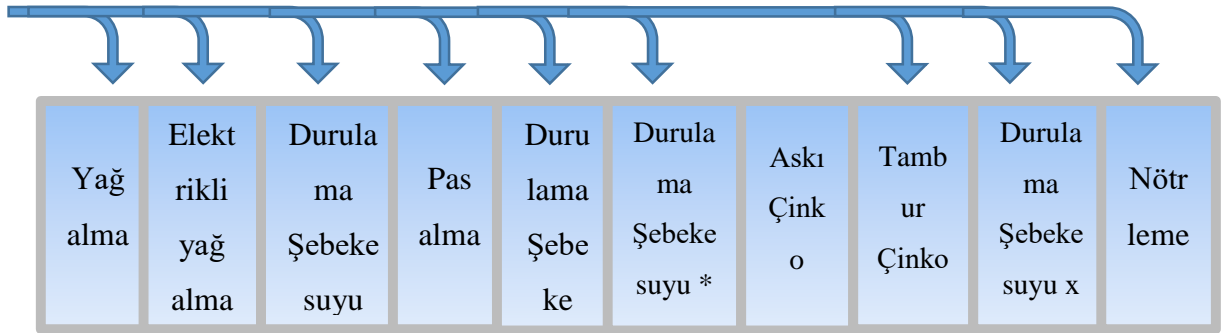 Yağ
alma
Elekt
rikli
yağ
alma
Durula
ma
Şebeke
suyu
Pas
alma
Duru
lama
Şebe
ke
Durula
ma
Şebeke
suyu *
Askı
Çink
o
Tamb
ur
Çinko
Durula
ma
Şebeke
suyu x
Nötr
leme